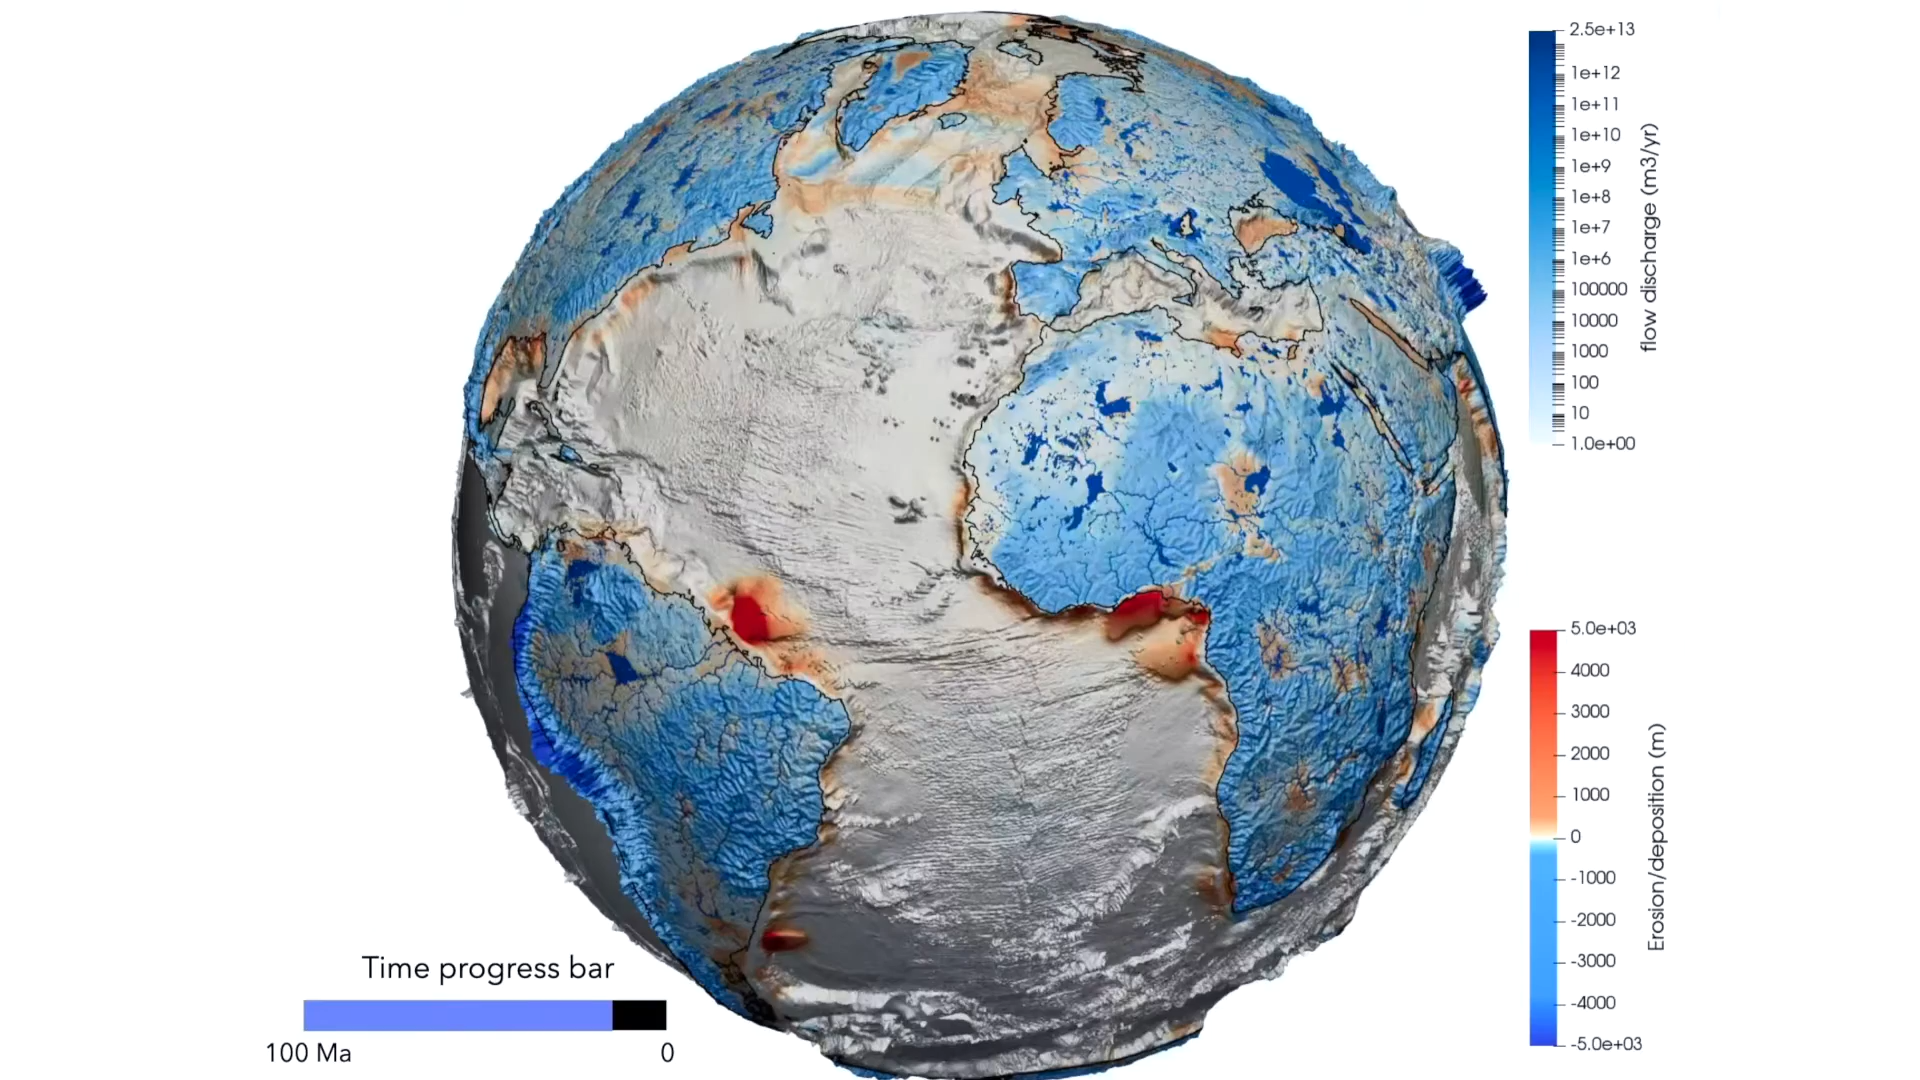 2.5e+13
1e+12
1e+11
1e+10
1e+9
1e+8
1e+7
1e+6
100000
10000
1000
100
10
1.0e+00
flow discharge (m3/yr)
5.0e+03
4000
3000
2000
1000
0
-1000
-2000
-3000
-4000
-5.0e+03
Erosion/deposition (m)
Time progress bar
100 Ma
0